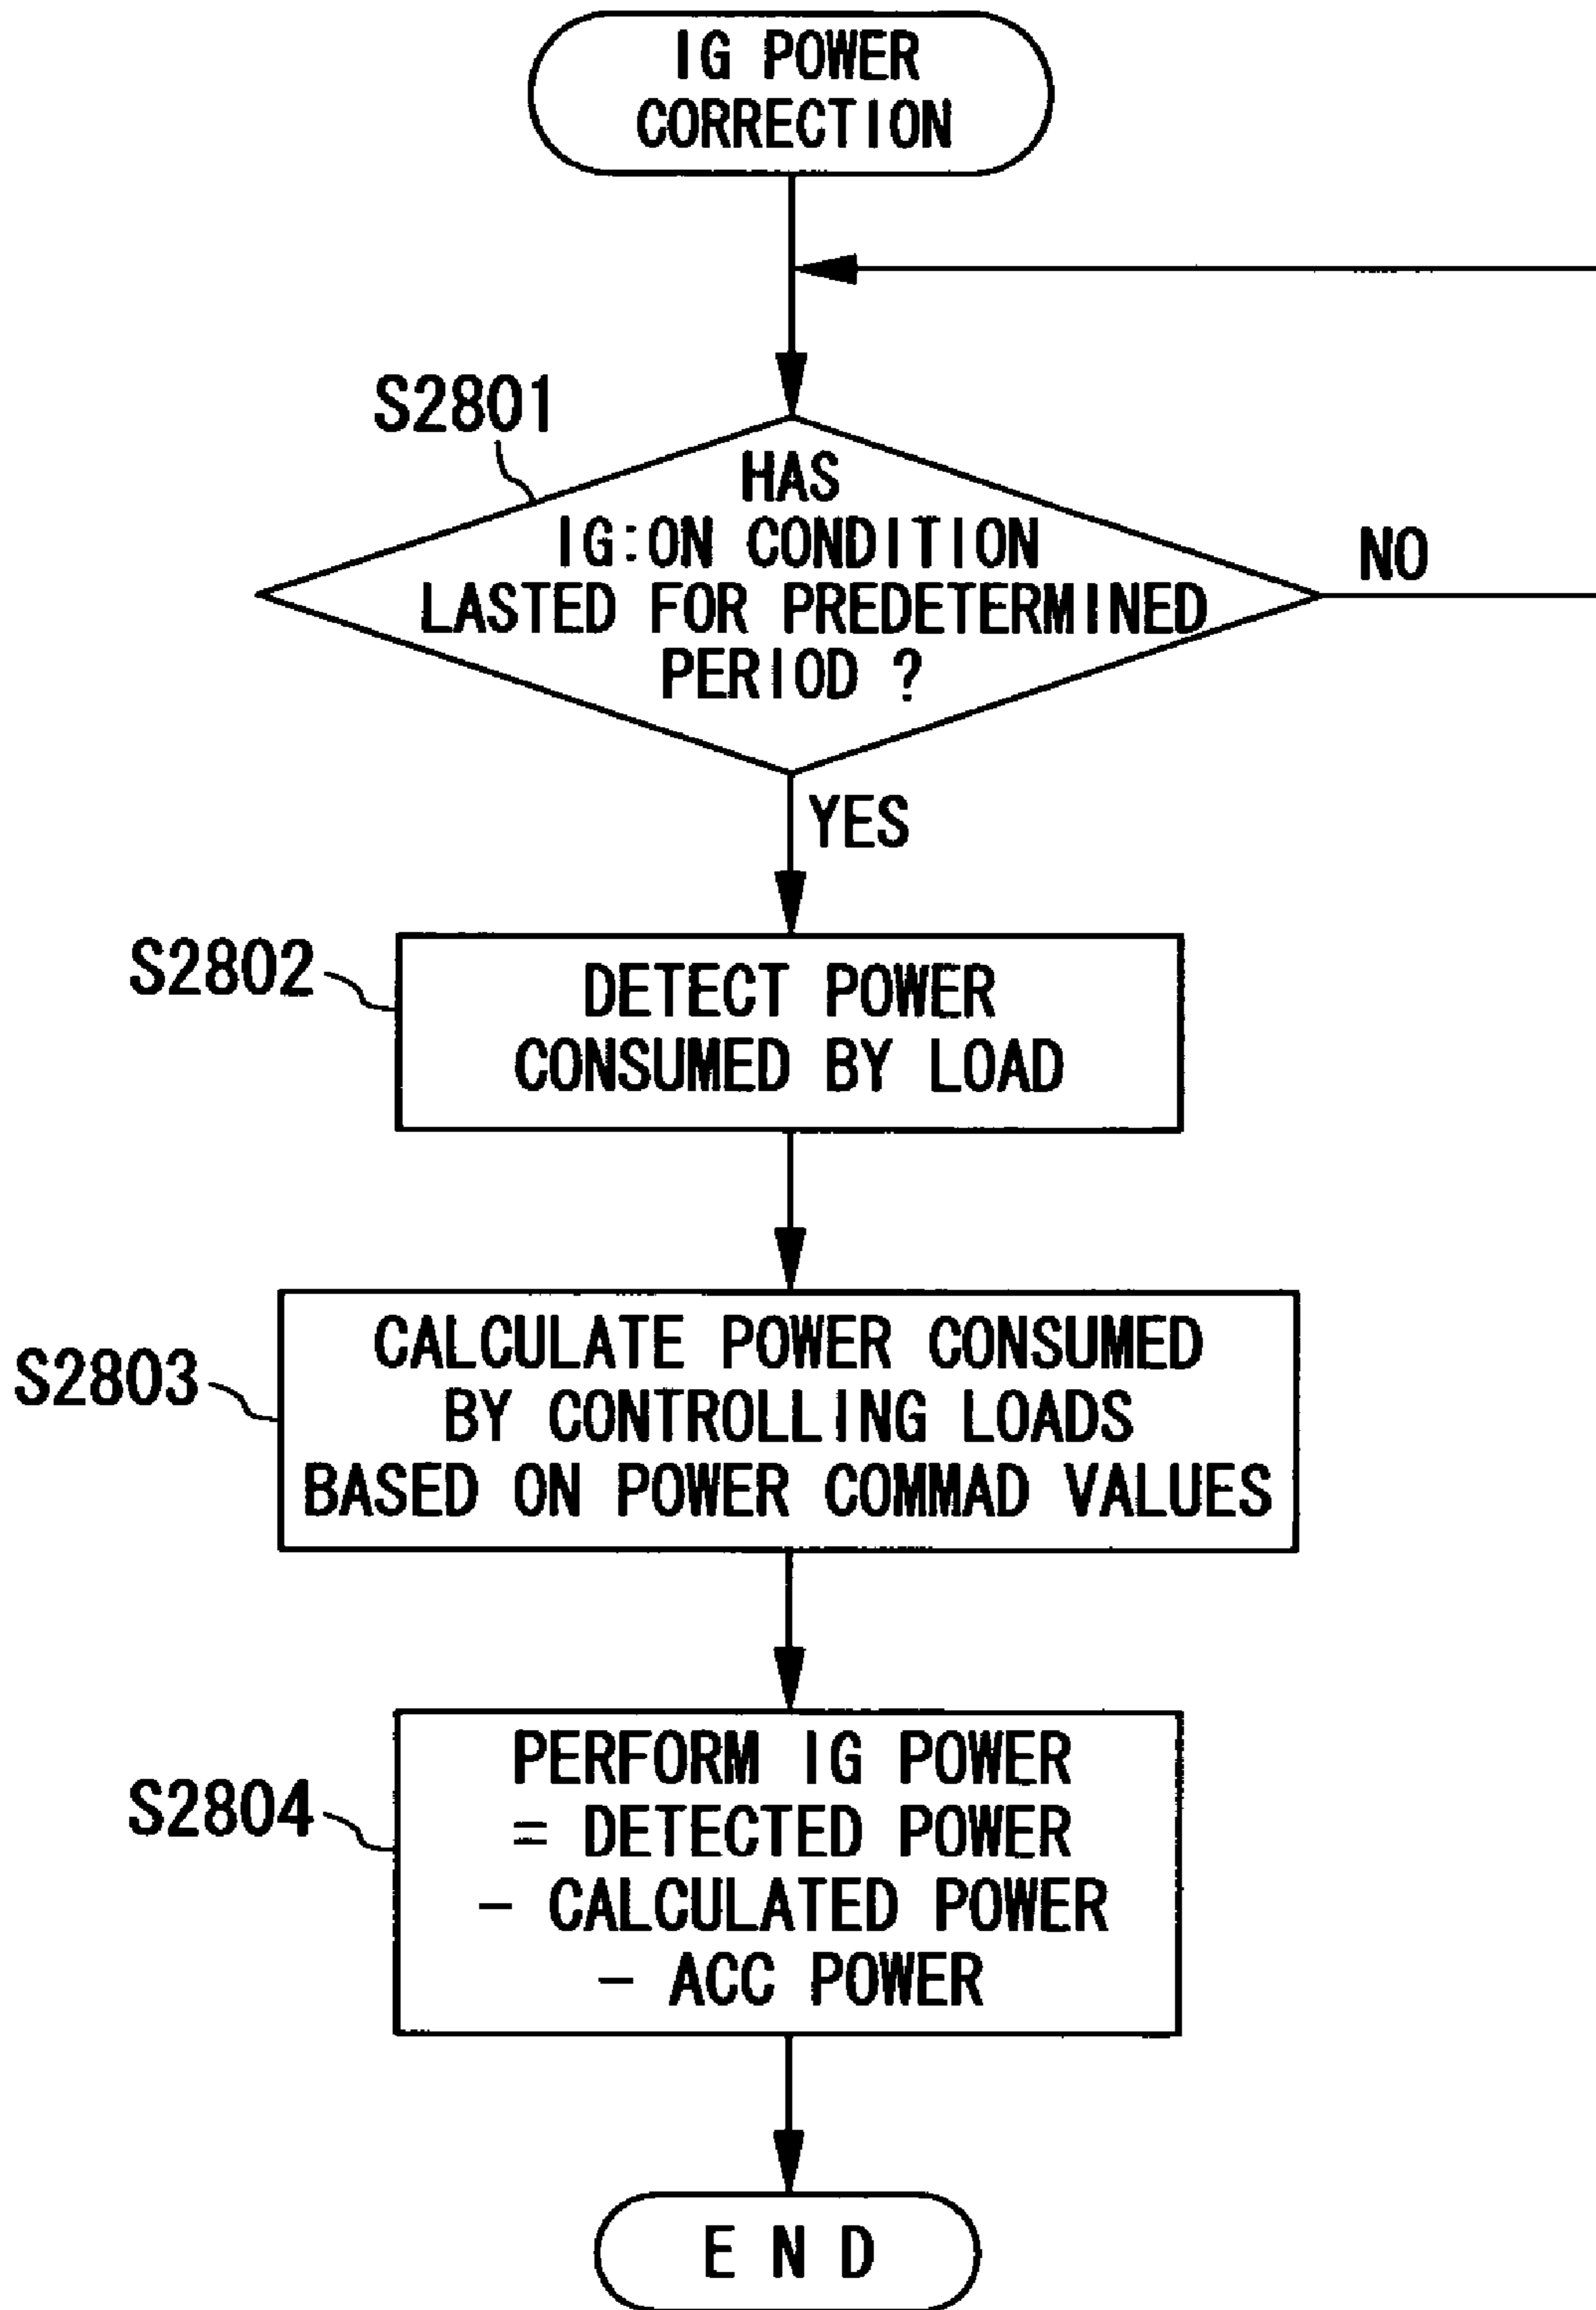 IG POWER
CORRECTION
S2801
HAS
IG:ON CONDITION
LASTED FOR PREDETERMINED
PERIOD ?
NO
YES
S2802
DETECT POWER
CONSUMED BY LOAD
S2803
CALCULATE POWER CONSUMED
BY CONTROLLING LOADS
BASED ON POWER COMMAD VALUES
S2804
PERFORM IG POWER
= DETECTED POWER
- CALCULATED POWER
- ACC POWER
END